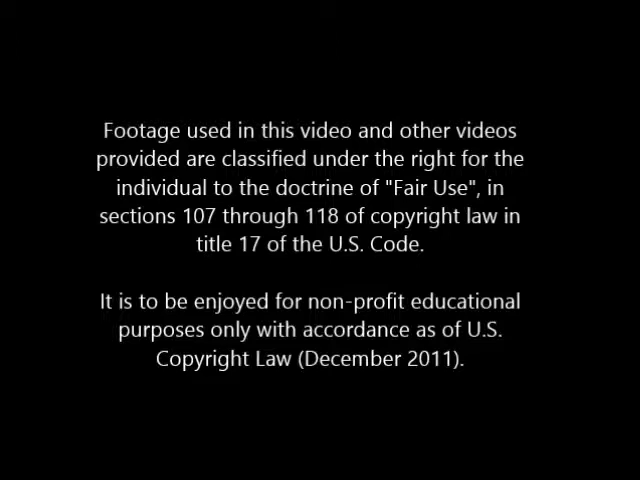 Footage used in this video and other videos
provided are classified under the right for the
individual to the doctrine of "Fair Use", in
sections 107 through 118 of copyright law in
title 17 of the U.S. Code.
It is to be enjoyed for non-profit educational
purposes only with accordance as of U.S.
Copyright Law (December 2011).